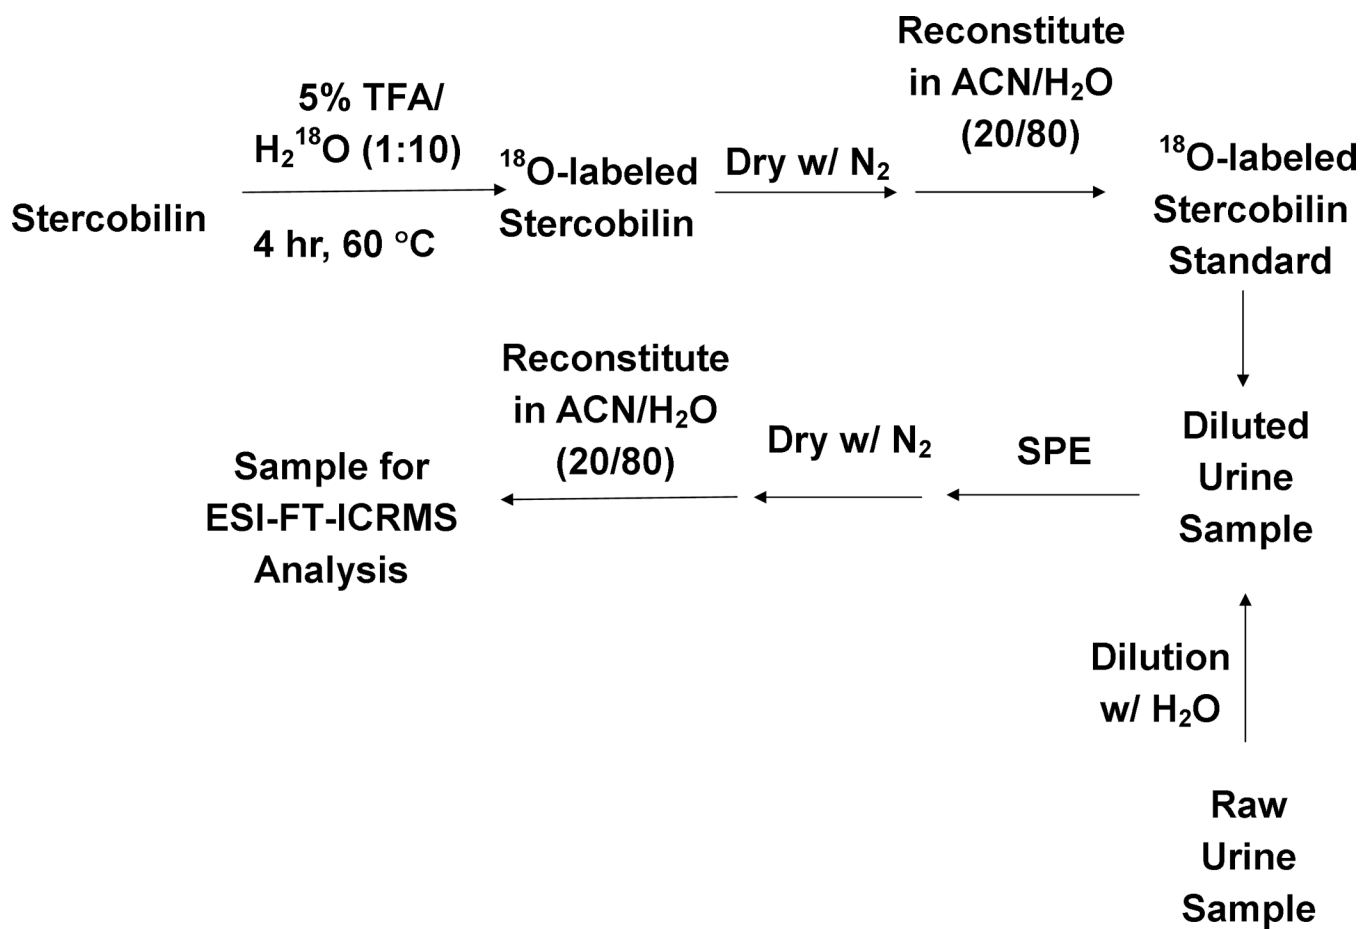 Stercobilin
5% TFA/
H₂¹⁸O (1:10)
4 hr, 60 °C
¹⁸O-labeled
Stercobilin
Dry w/ N₂
Reconstitute
in ACN/H₂O
(20/80)
¹⁸O-labeled
Stercobilin
Standard
Diluted
Urine
Sample
SPE
Dry w/ N₂
Reconstitute
in ACN/H₂O
(20/80)
Sample for
ESI-FT-ICRMS
Analysis
Dilution
w/ H₂O
Raw
Urine
Sample